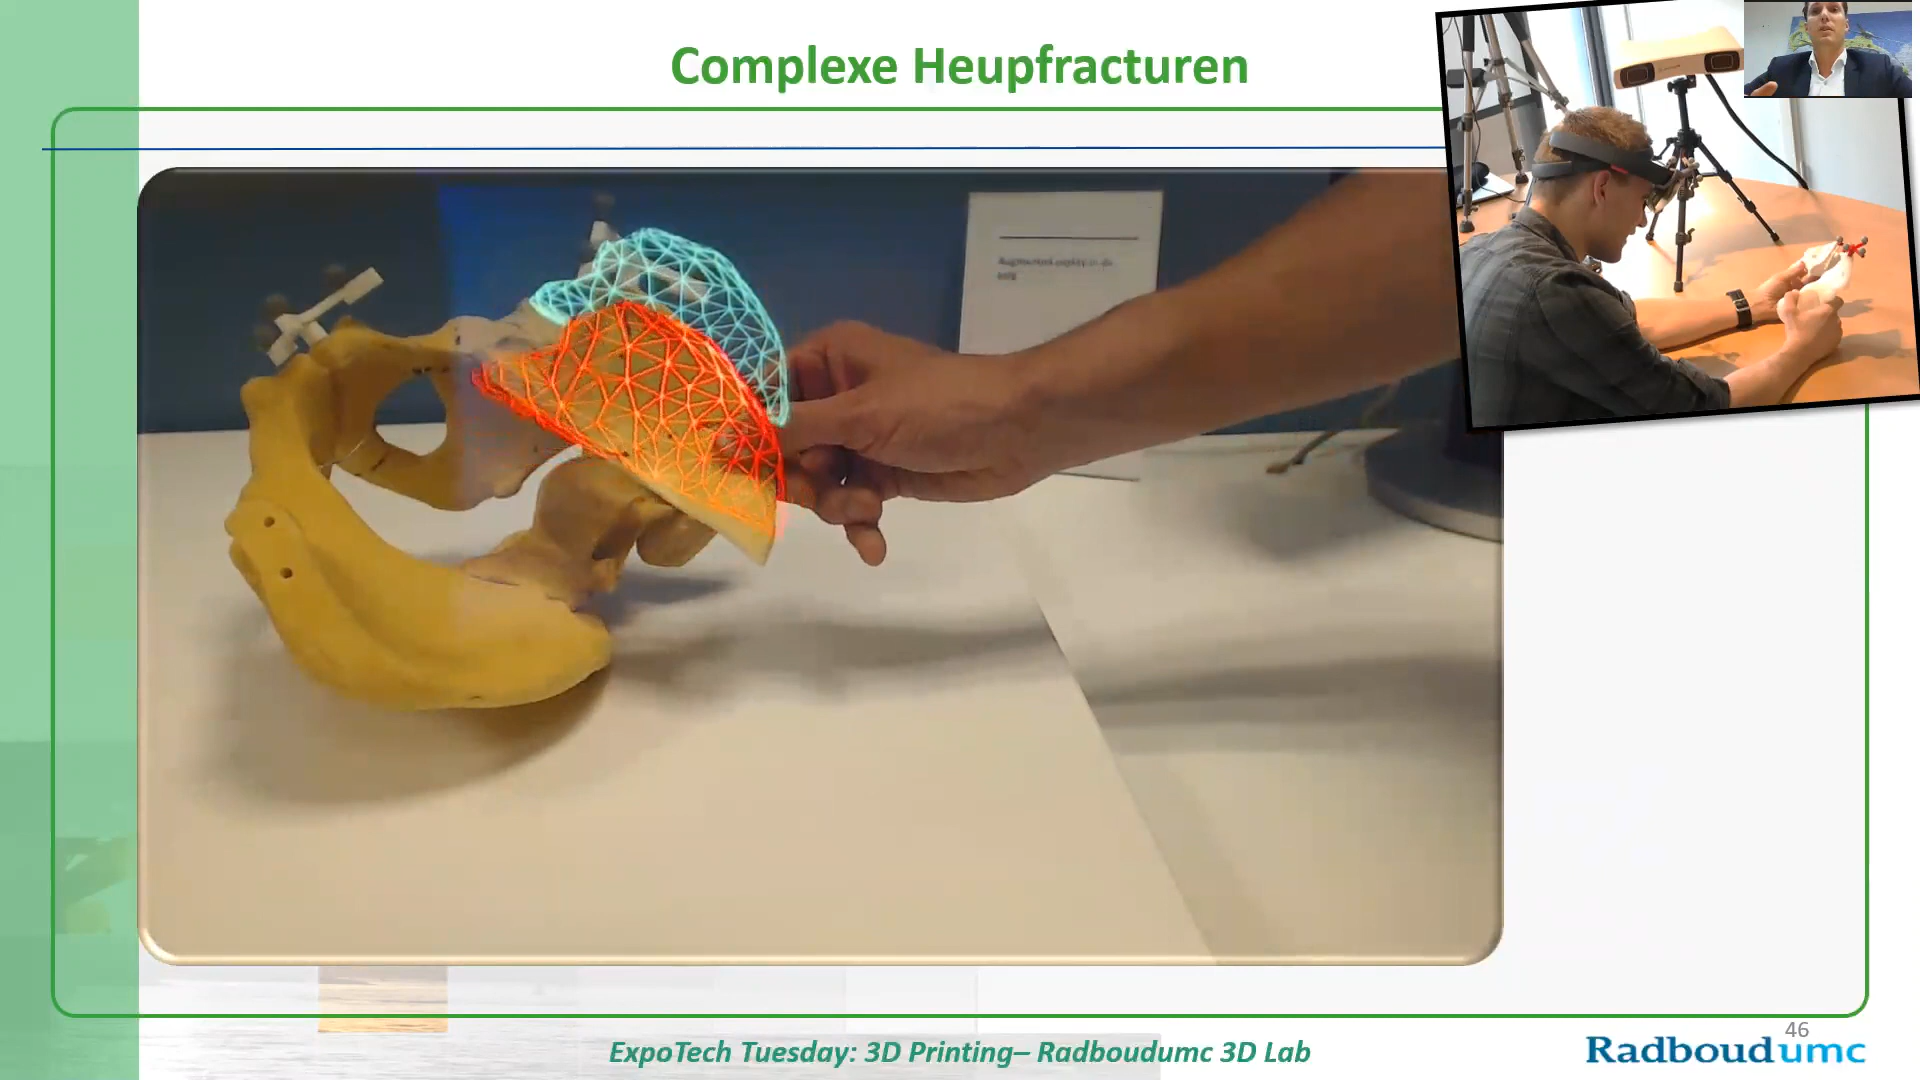 Complexe Heupfracturen
46
ExpoTech Tuesday: 3D Printing– Radboudumc 3D Lab
Radboudumc